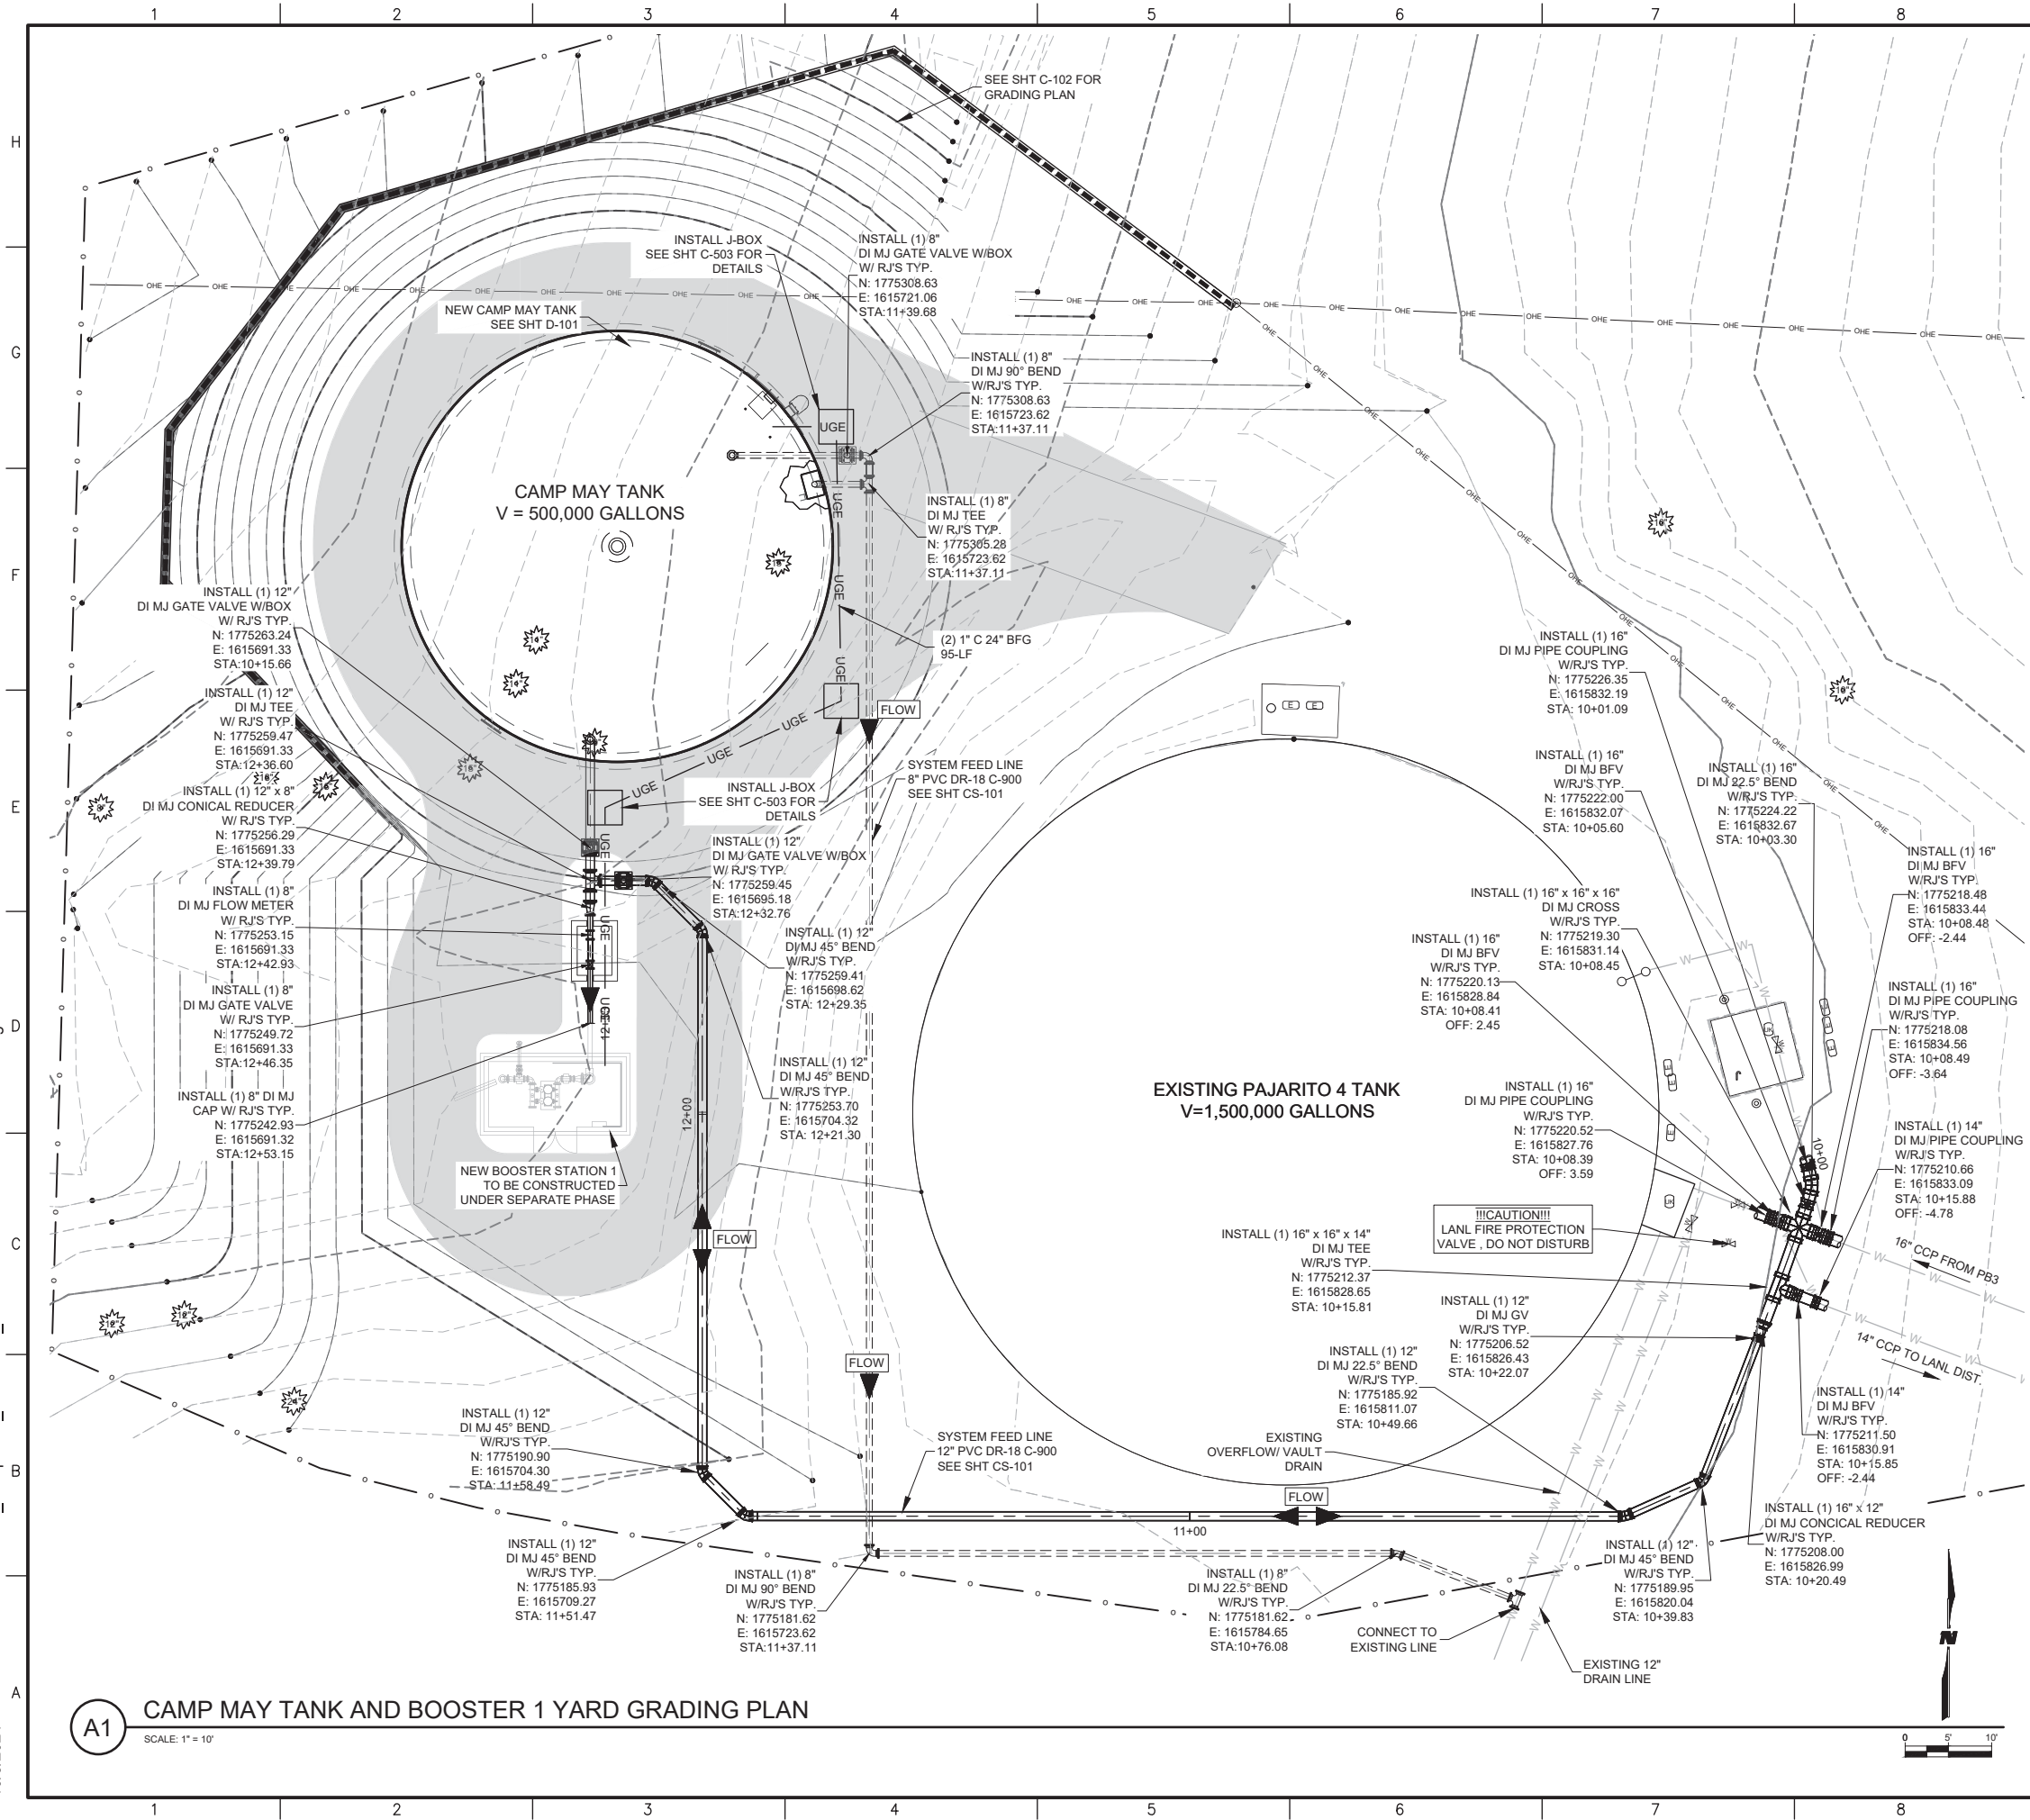 1
2
3
4
5
6
7
8
H
G
F
E
D
C
B
A
SEE SHT C-102 FOR
GRADING PLAN
INSTALL J-BOX
SEE SHT C-503 FOR
DETAILS
INSTALL (1) 8"
DI MJ GATE VALVE W/BOX
W/ RJ'S TYP.
N: 1775308.63
E: 1615721.06
STA:11+39.68
NEW CAMP MAY TANK
SEE SHT D-101
INSTALL (1) 8"
DI MJ 90° BEND
W/RJ'S TYP.
N: 1775308.63
E: 1615723.62
STA:11+37.11
OHE
UGE
CAMP MAY TANK
V = 500,000 GALLONS
INSTALL (1) 8"
DI MJ TEE
W/ RJ'S TYP.
N: 1775305.28
E: 1615723.62
STA:11+37.11
INSTALL (1) 12"
DI MJ GATE VALVE W/BOX
W/ RJ'S TYP.
N: 1775263.24
E: 1615691.33
STA:10+15.66
(2) 1" C 24" BFG
95-LF
INSTALL (1) 16"
DI MJ PIPE COUPLING
W/RJ'S TYP.
N: 1775226.35
E: 1615832.19
STA: 10+01.09
INSTALL (1) 12"
DI MJ TEE
W/ RJ'S TYP.
N: 1775259.47
E: 1615691.33
STA:12+36.60
FLOW
INSTALL (1) 16"
DI MJ BFV
W/RJ'S TYP.
N: 1775222.00
E: 1615832.07
STA: 10+05.60
INSTALL (1) 16"
DI MJ 22.5° BEND
W/RJ'S TYP.
N: 1775224.22
E: 1615832.67
STA: 10+03.30
INSTALL (1) 12" x 8"
DI MJ CONICAL REDUCER
W/ RJ'S TYP.
N: 1775256.29
E: 1615691.33
STA:12+39.79
INSTALL J-BOX
SEE SHT C-503 FOR
DETAILS
SYSTEM FEED LINE
8" PVC DR-18 C-900
SEE SHT CS-101
INSTALL (1) 12"
DI MJ GATE VALVE W/BOX
W/ RJ'S TYP.
N: 1775259.45
E: 1615695.18
STA:12+32.76
INSTALL (1) 16"
DI MJ BFV
W/RJ'S TYP.
N: 1775218.48
E: 1615833.44
STA: 10+08.48
OFF: -2.44
INSTALL (1) 8"
DI MJ FLOW METER
W/ RJ'S TYP.
N: 1775253.15
E: 1615691.33
STA:12+42.93
INSTALL (1) 16" x 16" x 16"
DI MJ CROSS
W/RJ'S TYP.
N: 1775219.30
E: 1615831.14
STA: 10+08.45
INSTALL (1) 12"
DI MJ 45° BEND
W/RJ'S TYP.
N: 1775259.41
E: 1615698.62
STA: 12+29.35
INSTALL (1) 16"
DI MJ BFV
W/RJ'S TYP.
N: 1775220.13
E: 1615828.84
STA: 10+08.41
OFF: 2.45
INSTALL (1) 8"
DI MJ GATE VALVE
W/ RJ'S TYP.
N: 1775249.72
E: 1615691.33
STA:12+46.35
INSTALL (1) 16"
DI MJ PIPE COUPLING
W/RJ'S TYP.
N: 1775218.08
E: 1615834.56
STA: 10+08.49
OFF: -3.64
INSTALL (1) 12"
DI MJ 45° BEND
W/RJ'S TYP.
N: 1775253.70
E: 1615704.32
STA: 12+21.30
EXISTING PAJARITO 4 TANK
V=1,500,000 GALLONS
INSTALL (1) 16"
DI MJ PIPE COUPLING
W/RJ'S TYP.
N: 1775220.52
E: 1615827.76
STA: 10+08.39
OFF: 3.59
INSTALL (1) 8" DI MJ
CAP W/ RJ'S TYP.
N: 1775242.93
E: 1615691.32
STA:12+53.15
12+00
10+00
INSTALL (1) 14"
DI MJ PIPE COUPLING
W/RJ'S TYP.
N: 1775210.66
E: 1615833.09
STA: 10+15.88
OFF: -4.78
NEW BOOSTER STATION 1
TO BE CONSTRUCTED
UNDER SEPARATE PHASE
FLOW
!!!CAUTION!!!
LANL FIRE PROTECTION
VALVE , DO NOT DISTURB
INSTALL (1) 16" x 16" x 14"
DI MJ TEE
W/RJ'S TYP.
N: 1775212.37
E: 1615828.65
STA: 10+15.81
16" CCP FROM PB3
INSTALL (1) 12"
DI MJ GV
W/RJ'S TYP.
N: 1775206.52
E: 1615826.43
STA: 10+22.07
14" CCP TO LANL DIST.
FLOW
INSTALL (1) 12"
DI MJ 22.5° BEND
W/RJ'S TYP.
N: 1775185.92
E: 1615811.07
STA: 10+49.66
INSTALL (1) 14"
DI MJ BFV
W/RJ'S TYP.
N: 1775211.50
E: 1615830.91
STA: 10+15.85
OFF: -2.44
INSTALL (1) 12"
DI MJ 45° BEND
W/RJ'S TYP.
N: 1775190.90
E: 1615704.30
STA: 11+58.49
SYSTEM FEED LINE
12" PVC DR-18 C-900
SEE SHT CS-101
EXISTING
OVERFLOW/ VAULT
DRAIN
FLOW
11+00
INSTALL (1) 16" x 12"
DI MJ CONCICAL REDUCER
W/RJ'S TYP.
N: 1775208.00
E: 1615826.99
STA: 10+20.49
INSTALL (1) 12"
DI MJ 45° BEND
W/RJ'S TYP.
N: 1775185.93
E: 1615709.27
STA: 11+51.47
INSTALL (1) 8"
DI MJ 90° BEND
W/RJ'S TYP.
N: 1775181.62
E: 1615723.62
STA:11+37.11
INSTALL (1) 8"
DI MJ 22.5° BEND
W/RJ'S TYP.
N: 1775181.62
E: 1615784.65
STA:10+76.08
INSTALL (1) 12"
DI MJ 45° BEND
W/RJ'S TYP.
N: 1775189.95
E: 1615820.04
STA: 10+39.83
CONNECT TO
EXISTING LINE
EXISTING 12"
DRAIN LINE
N
A1
CAMP MAY TANK AND BOOSTER 1 YARD GRADING PLAN
SCALE: 1" = 10'
0 5' 10'
1
2
3
4
5
6
7
8